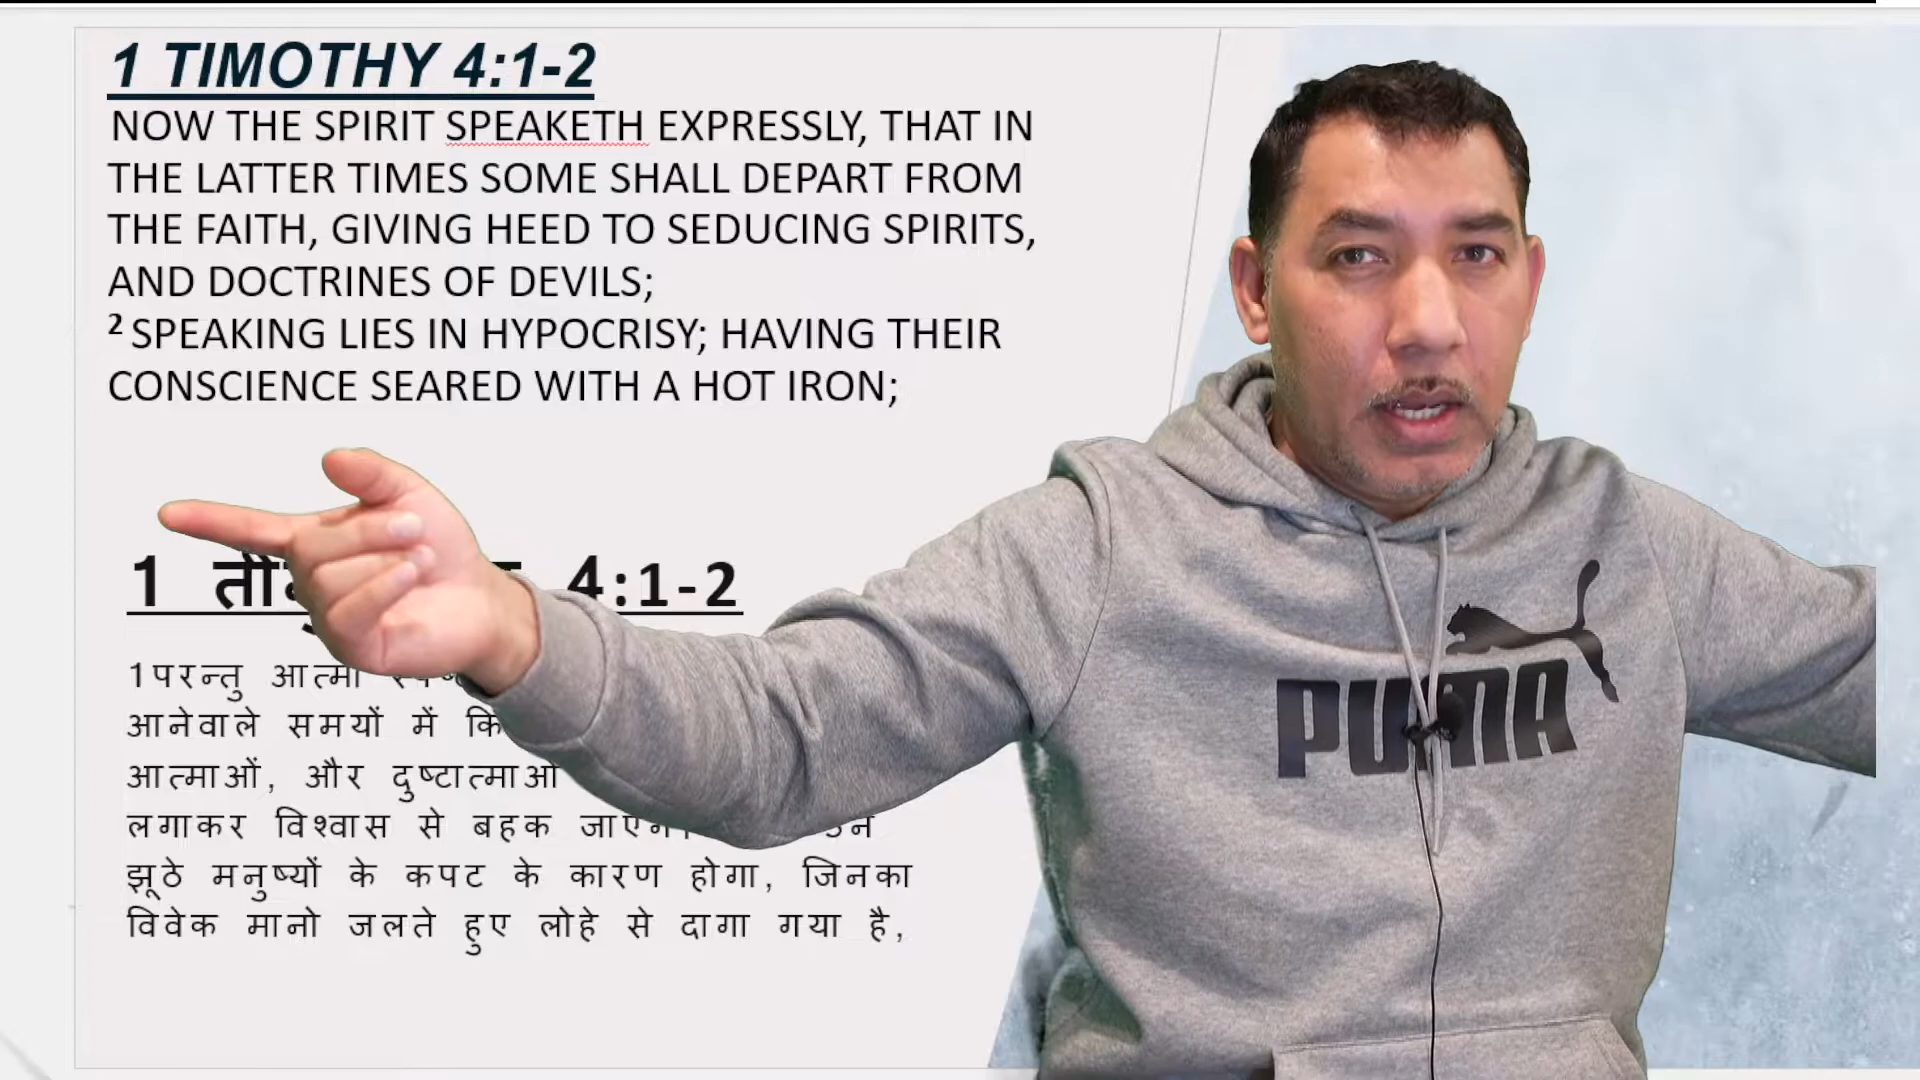 1 TIMOTHY 4:1-2
NOW THE SPIRIT SPEAKETH EXPRESSLY, THAT IN
THE LATTER TIMES SOME SHALL DEPART FROM
THE FAITH, GIVING HEED TO SEDUCING SPIRITS,
AND DOCTRINES OF DEVILS;
2 SPEAKING LIES IN HYPOCRISY; HAVING THEIR
CONSCIENCE SEARED WITH A HOT IRON;
1 4:1-2
1परन्तु आत्मा
आनेवाले समयों में
आत्माओं, और
लगाकर विश्वास से बहक
झूठे मनुष्यों के कपट के कारण होगा, जिनका
विवेक मानो जलते हुए लोहे से दागा गया है,
PUMA